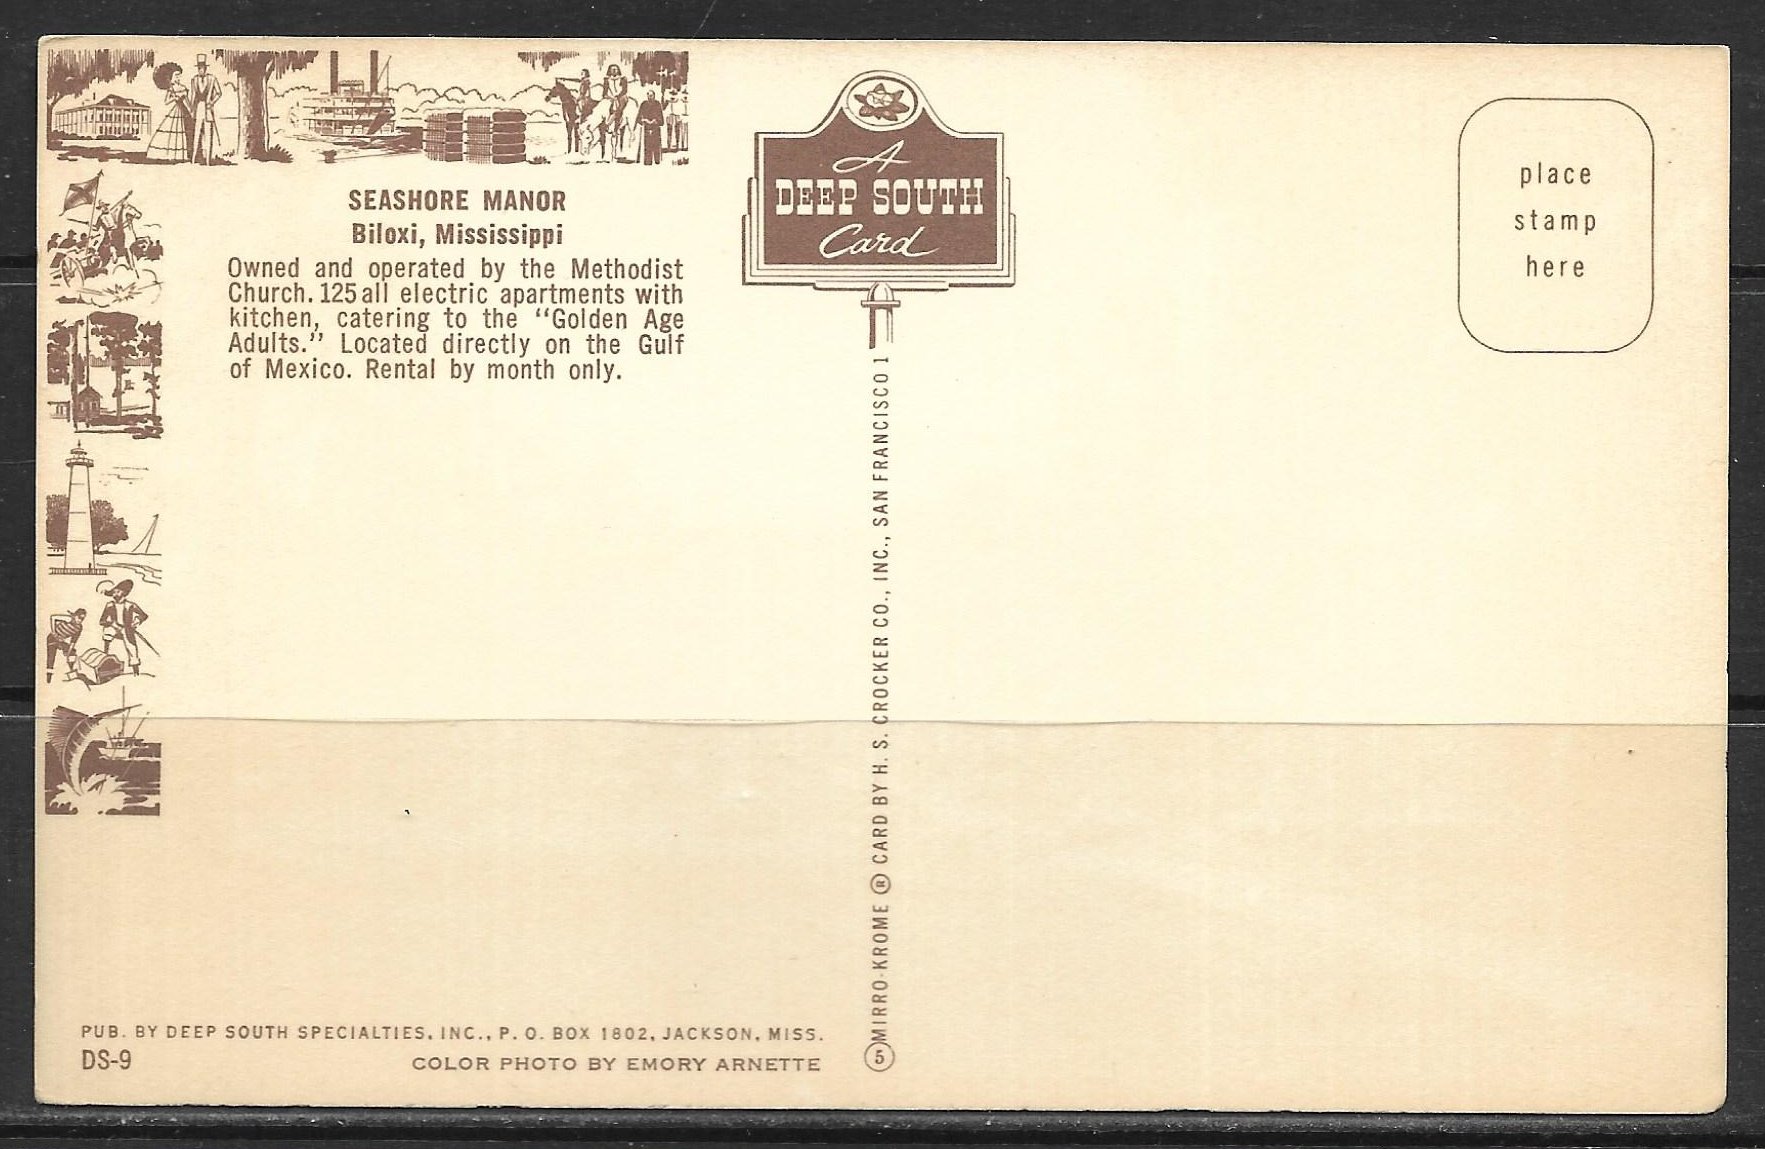 SEASHORE MANOR
Biloxi, Mississippi
Owned and operated by the Methodist
Church. 125 all electric apartments with
kitchen, catering to the “Golden Age
Adults.” Located directly on the Gulf
of Mexico. Rental by month only.
A
DEEP SOUTH
Card
place
stamp
here
MIRRO-KROME ® CARD BY H. S. CROCKER CO., INC., SAN FRANCISCO 1
PUB. BY DEEP SOUTH SPECIALTIES, INC., P. O. BOX 1802, JACKSON, MISS.
DS-9
COLOR PHOTO BY EMORY ARNETTE
5